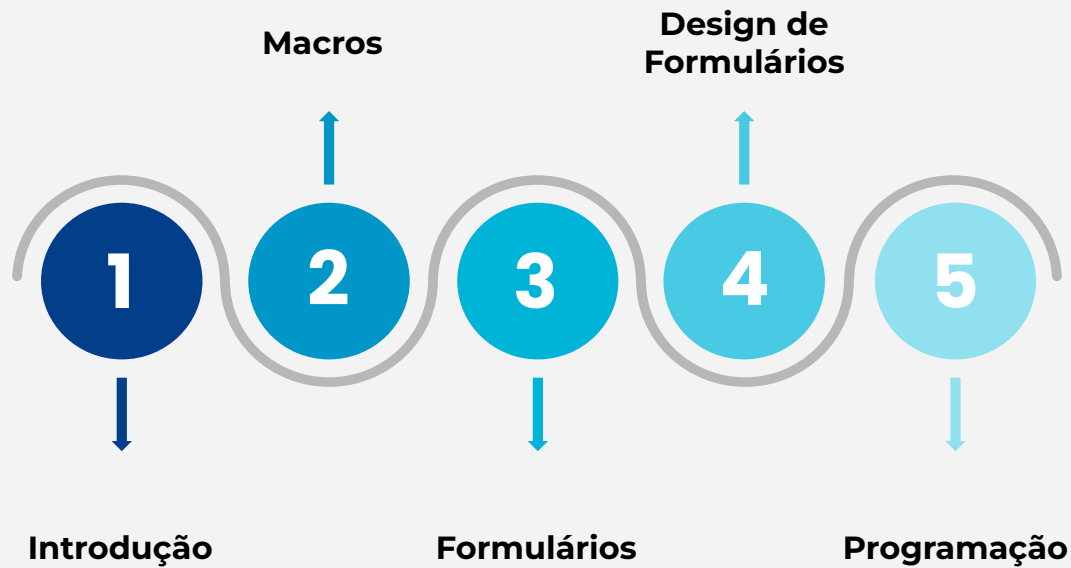 Macros
Design de
Formulários
1
2
3
4
5
Introdução
Formulários
Programação